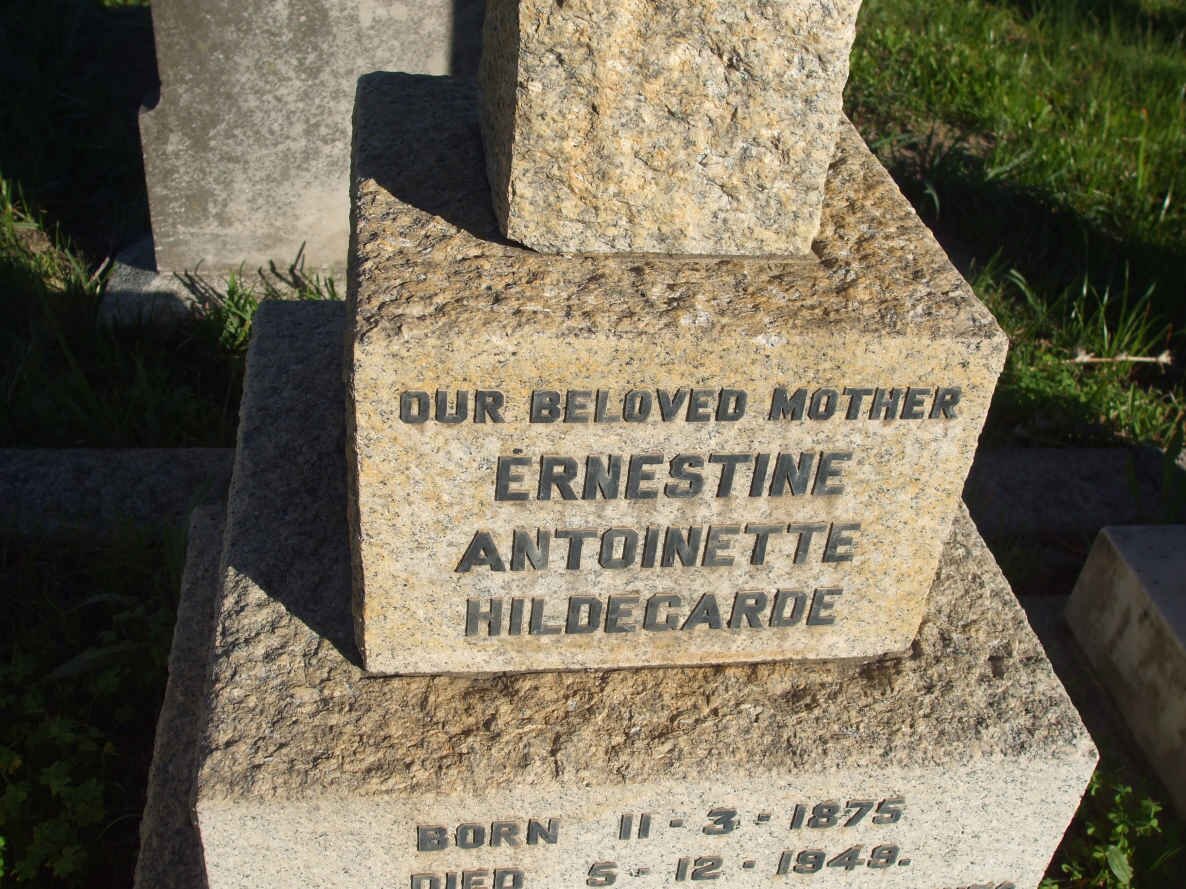 OUR BELOVED MOTHER
ERNESTINE
ANTOINETTE
HILDEGARDE
BORN 11-3-1875
DIED 5-12-1949.